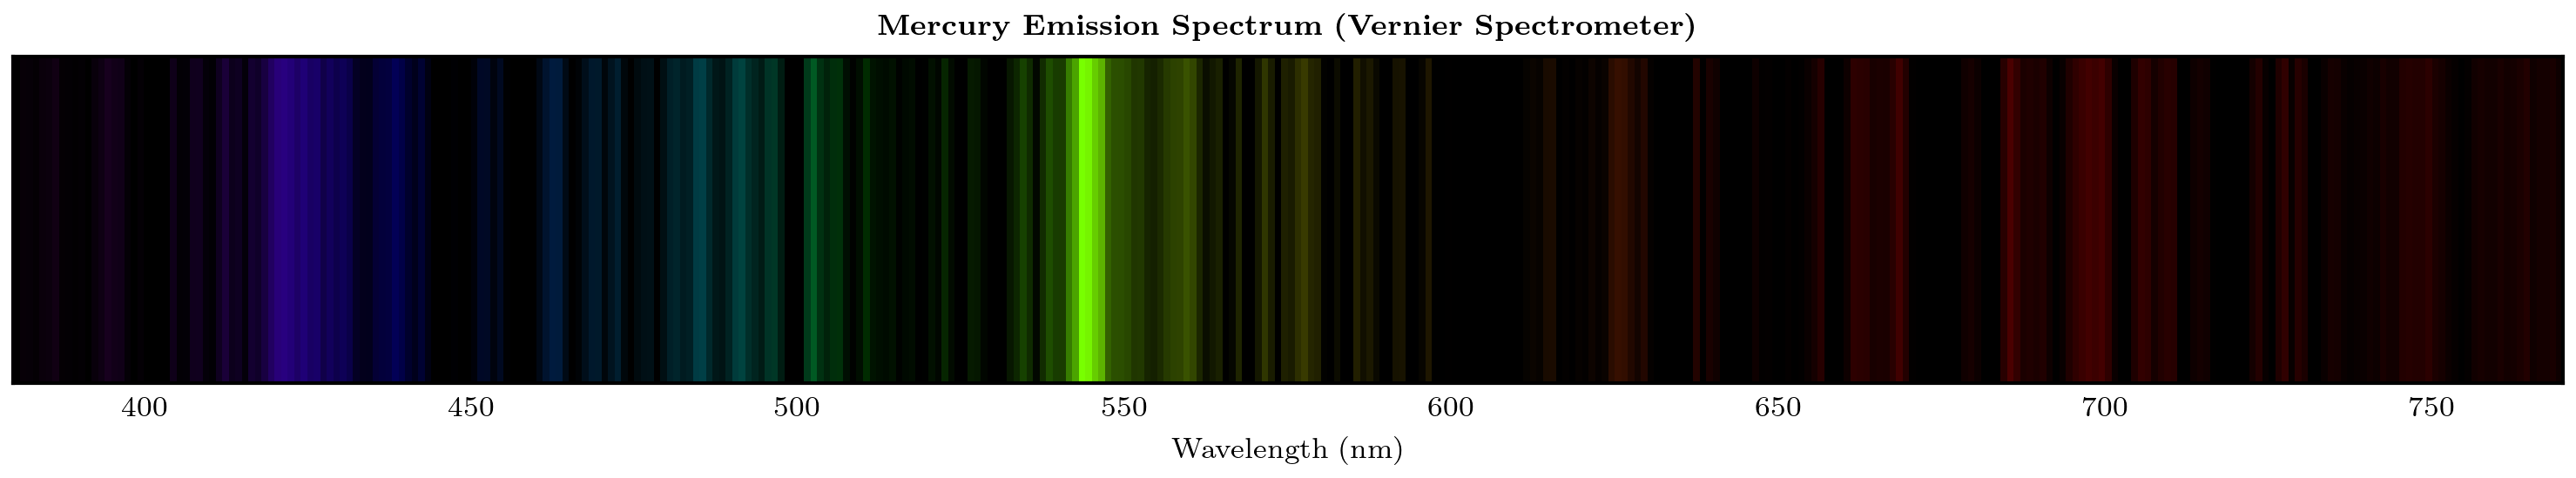 Mercury Emission Spectrum (Vernier Spectrometer)
400 450 500 550 600 650 700 750
Wavelength (nm)